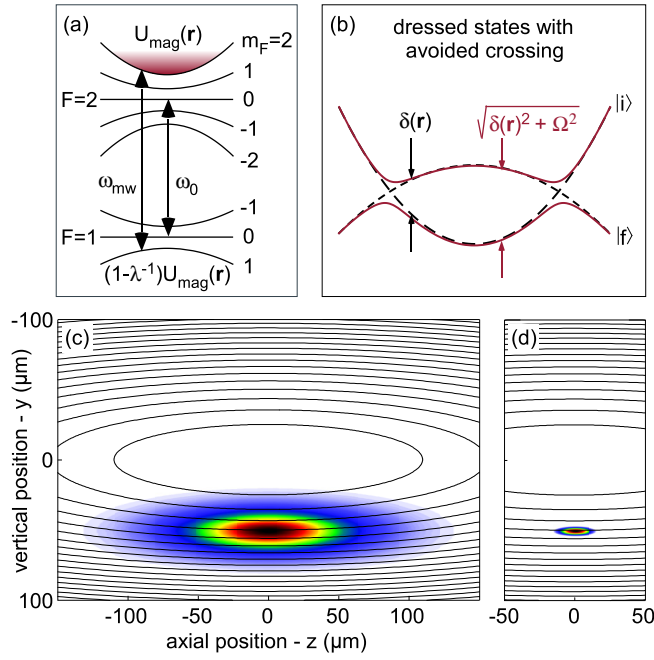 (a)
U_mag(r)
m_F=2
1
F=2
0
-1
-2
ω_mw
ω_0
-1
F=1
0
(1-λ^-1)U_mag(r)
1
(b)
dressed states with
avoided crossing
δ(r)
√δ(r)^2 + Ω^2
|i⟩
|f⟩
(c)
(d)
-100
0
100
vertical position - y (µm)
-100
-50
0
50
100
axial position - z (µm)
-50
0
50